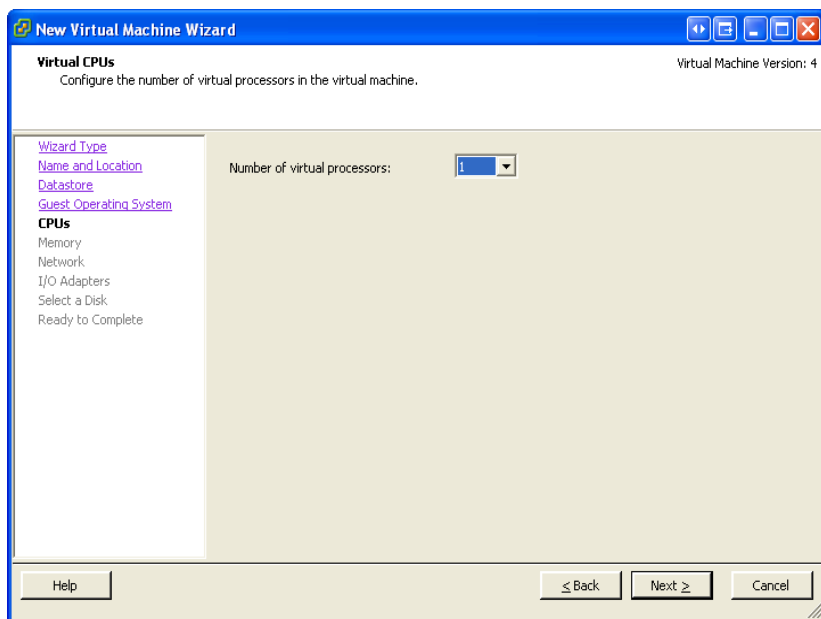 New Virtual Machine Wizard
Virtual CPUs
Configure the number of virtual processors in the virtual machine.
Virtual Machine Version: 4
Wizard Type
Name and Location
Datastore
Guest Operating System
CPUs
Memory
Network
I/O Adapters
Select a Disk
Ready to Complete
Number of virtual processors: 1
Help
< Back
Next >
Cancel